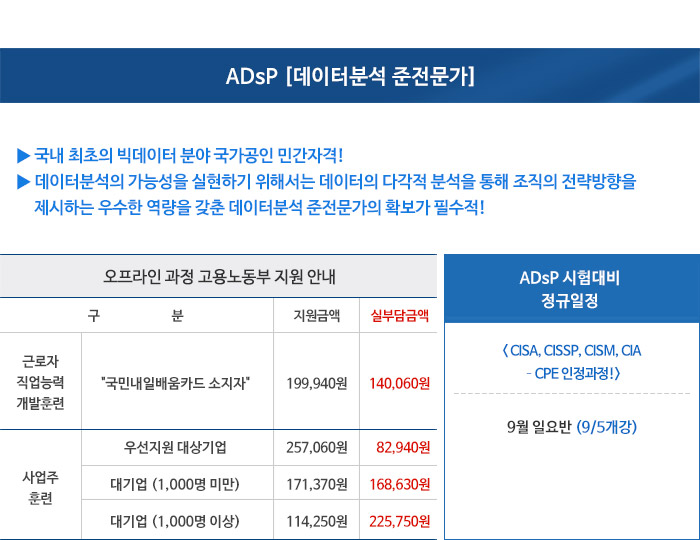 ADsP [데이터분석 준전문가]
▶ 국내 최초의 빅데이터 분야 국가공인 민간자격!
▶ 데이터분석의 가능성을 실현하기 위해서는 데이터의 다각적 분석을 통해 조직의 전략방향을
제시하는 우수한 역량을 갖춘 데이터분석 준전문가의 확보가 필수적!
오프라인 과정 고용노동부 지원 안내
구 분 지원금액 실부담금액
근로자
직업능력
개발훈련
"국민내일배움카드 소지자" 199,940원 140,060원
사업주
훈련
우선지원 대상기업 257,060원 82,940원
대기업 (1,000명 미만) 171,370원 168,630원
대기업 (1,000명 이상) 114,250원 225,750원
ADsP 시험대비
정규일정
< CISA, CISSP, CISM, CIA
- CPE 인정과정!>
9월 일요반 (9/5개강)